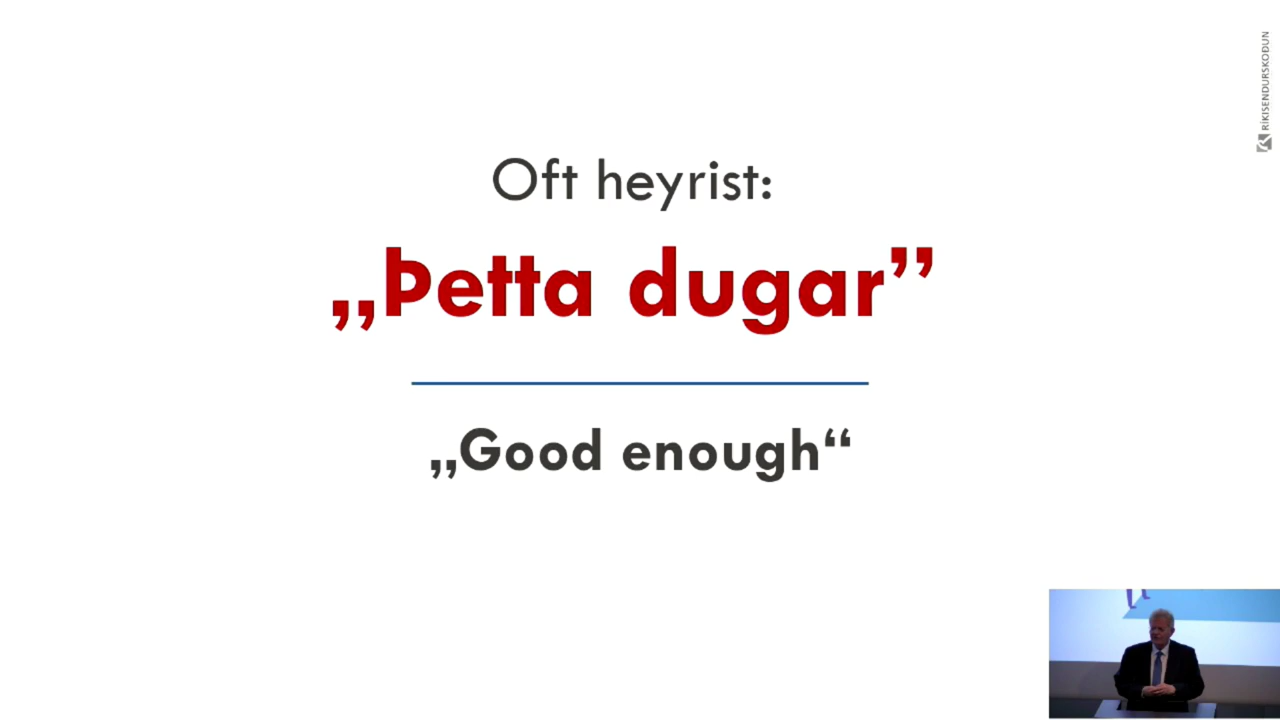 Oft heyrist:
„Þetta dugar”
„Good enough“
RÍKISENDURSKOÐUN